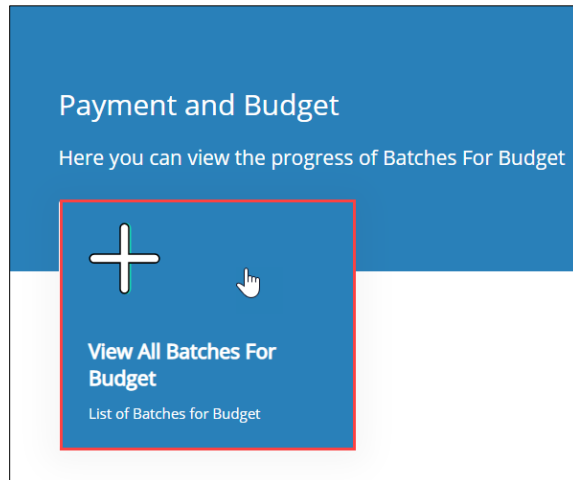 Payment and Budget
Here you can view the progress of Batches For Budget
View All Batches For
Budget
List of Batches for Budget